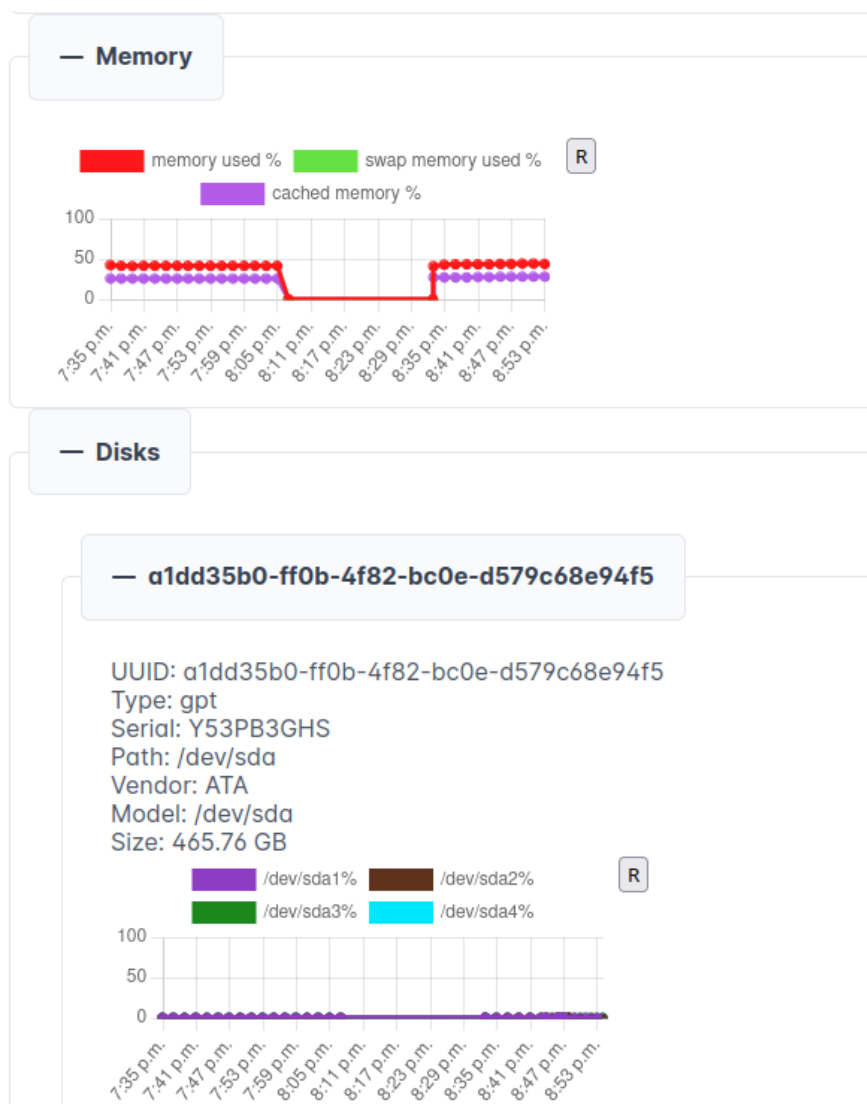 — Memory
memory used % swap memory used % R
cached memory %
100
50
0
7:35 p.m. 7:41 p.m. 7:47 p.m. 7:53 p.m. 7:59 p.m. 8:05 p.m. 8:11 p.m. 8:17 p.m. 8:23 p.m. 8:29 p.m. 8:35 p.m. 8:41 p.m. 8:47 p.m. 8:53 p.m.
— Disks
— a1dd35b0-ff0b-4f82-bc0e-d579c68e94f5
UUID: a1dd35b0-ff0b-4f82-bc0e-d579c68e94f5
Type: gpt
Serial: Y53PB3GHS
Path: /dev/sda
Vendor: ATA
Model: /dev/sda
Size: 465.76 GB
/dev/sda1% /dev/sda2% R
/dev/sda3% /dev/sda4%
100
50
0
7:35 p.m. 7:41 p.m. 7:47 p.m. 7:53 p.m. 7:59 p.m. 8:05 p.m. 8:11 p.m. 8:17 p.m. 8:23 p.m. 8:29 p.m. 8:35 p.m. 8:41 p.m. 8:47 p.m. 8:53 p.m.